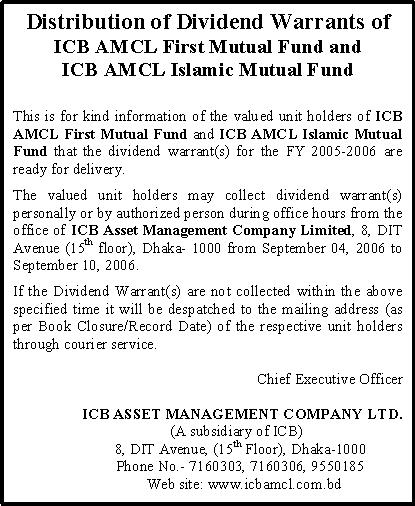 Distribution of Dividend Warrants of
ICB AMCL First Mutual Fund and
ICB AMCL Islamic Mutual Fund
This is for kind information of the valued unit holders of ICB
AMCL First Mutual Fund and ICB AMCL Islamic Mutual
Fund that the dividend warrant(s) for the FY 2005-2006 are
ready for delivery.
The valued unit holders may collect dividend warrant(s)
personally or by authorized person during office hours from the
office of ICB Asset Management Company Limited, 8, DIT
Avenue (15th floor), Dhaka- 1000 from September 04, 2006 to
September 10, 2006.
If the Dividend Warrant(s) are not collected within the above
specified time it will be despatched to the mailing address (as
per Book Closure/Record Date) of the respective unit holders
through courier service.
Chief Executive Officer
ICB ASSET MANAGEMENT COMPANY LTD.
(A subsidiary of ICB)
8, DIT Avenue, (15th Floor), Dhaka-1000
Phone No.- 7160303, 7160306, 9550185
Web site: www.icbamcl.com.bd